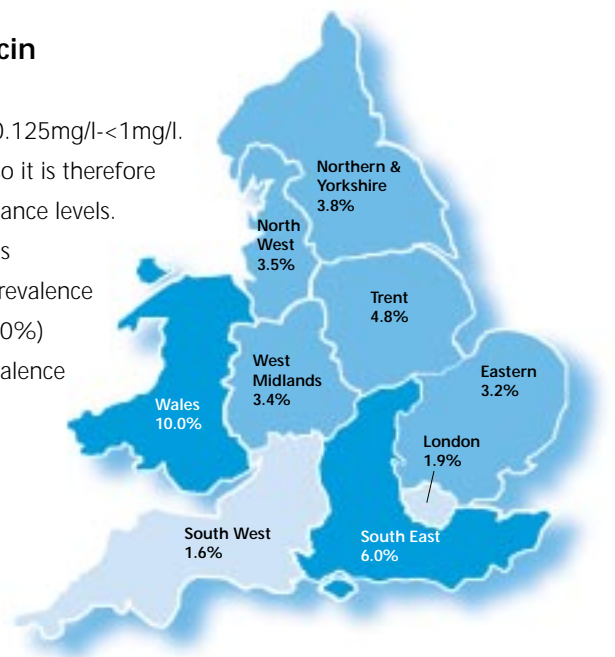 cin
0.125mg/l-<1mg/l.
o it is therefore
ance levels.
s
revalence
0%)
alence
Northern &
Yorkshire
3.8%
North
West
3.5%
Trent
4.8%
West
Midlands
3.4%
Eastern
3.2%
Wales
10.0%
London
1.9%
South West
1.6%
South East
6.0%